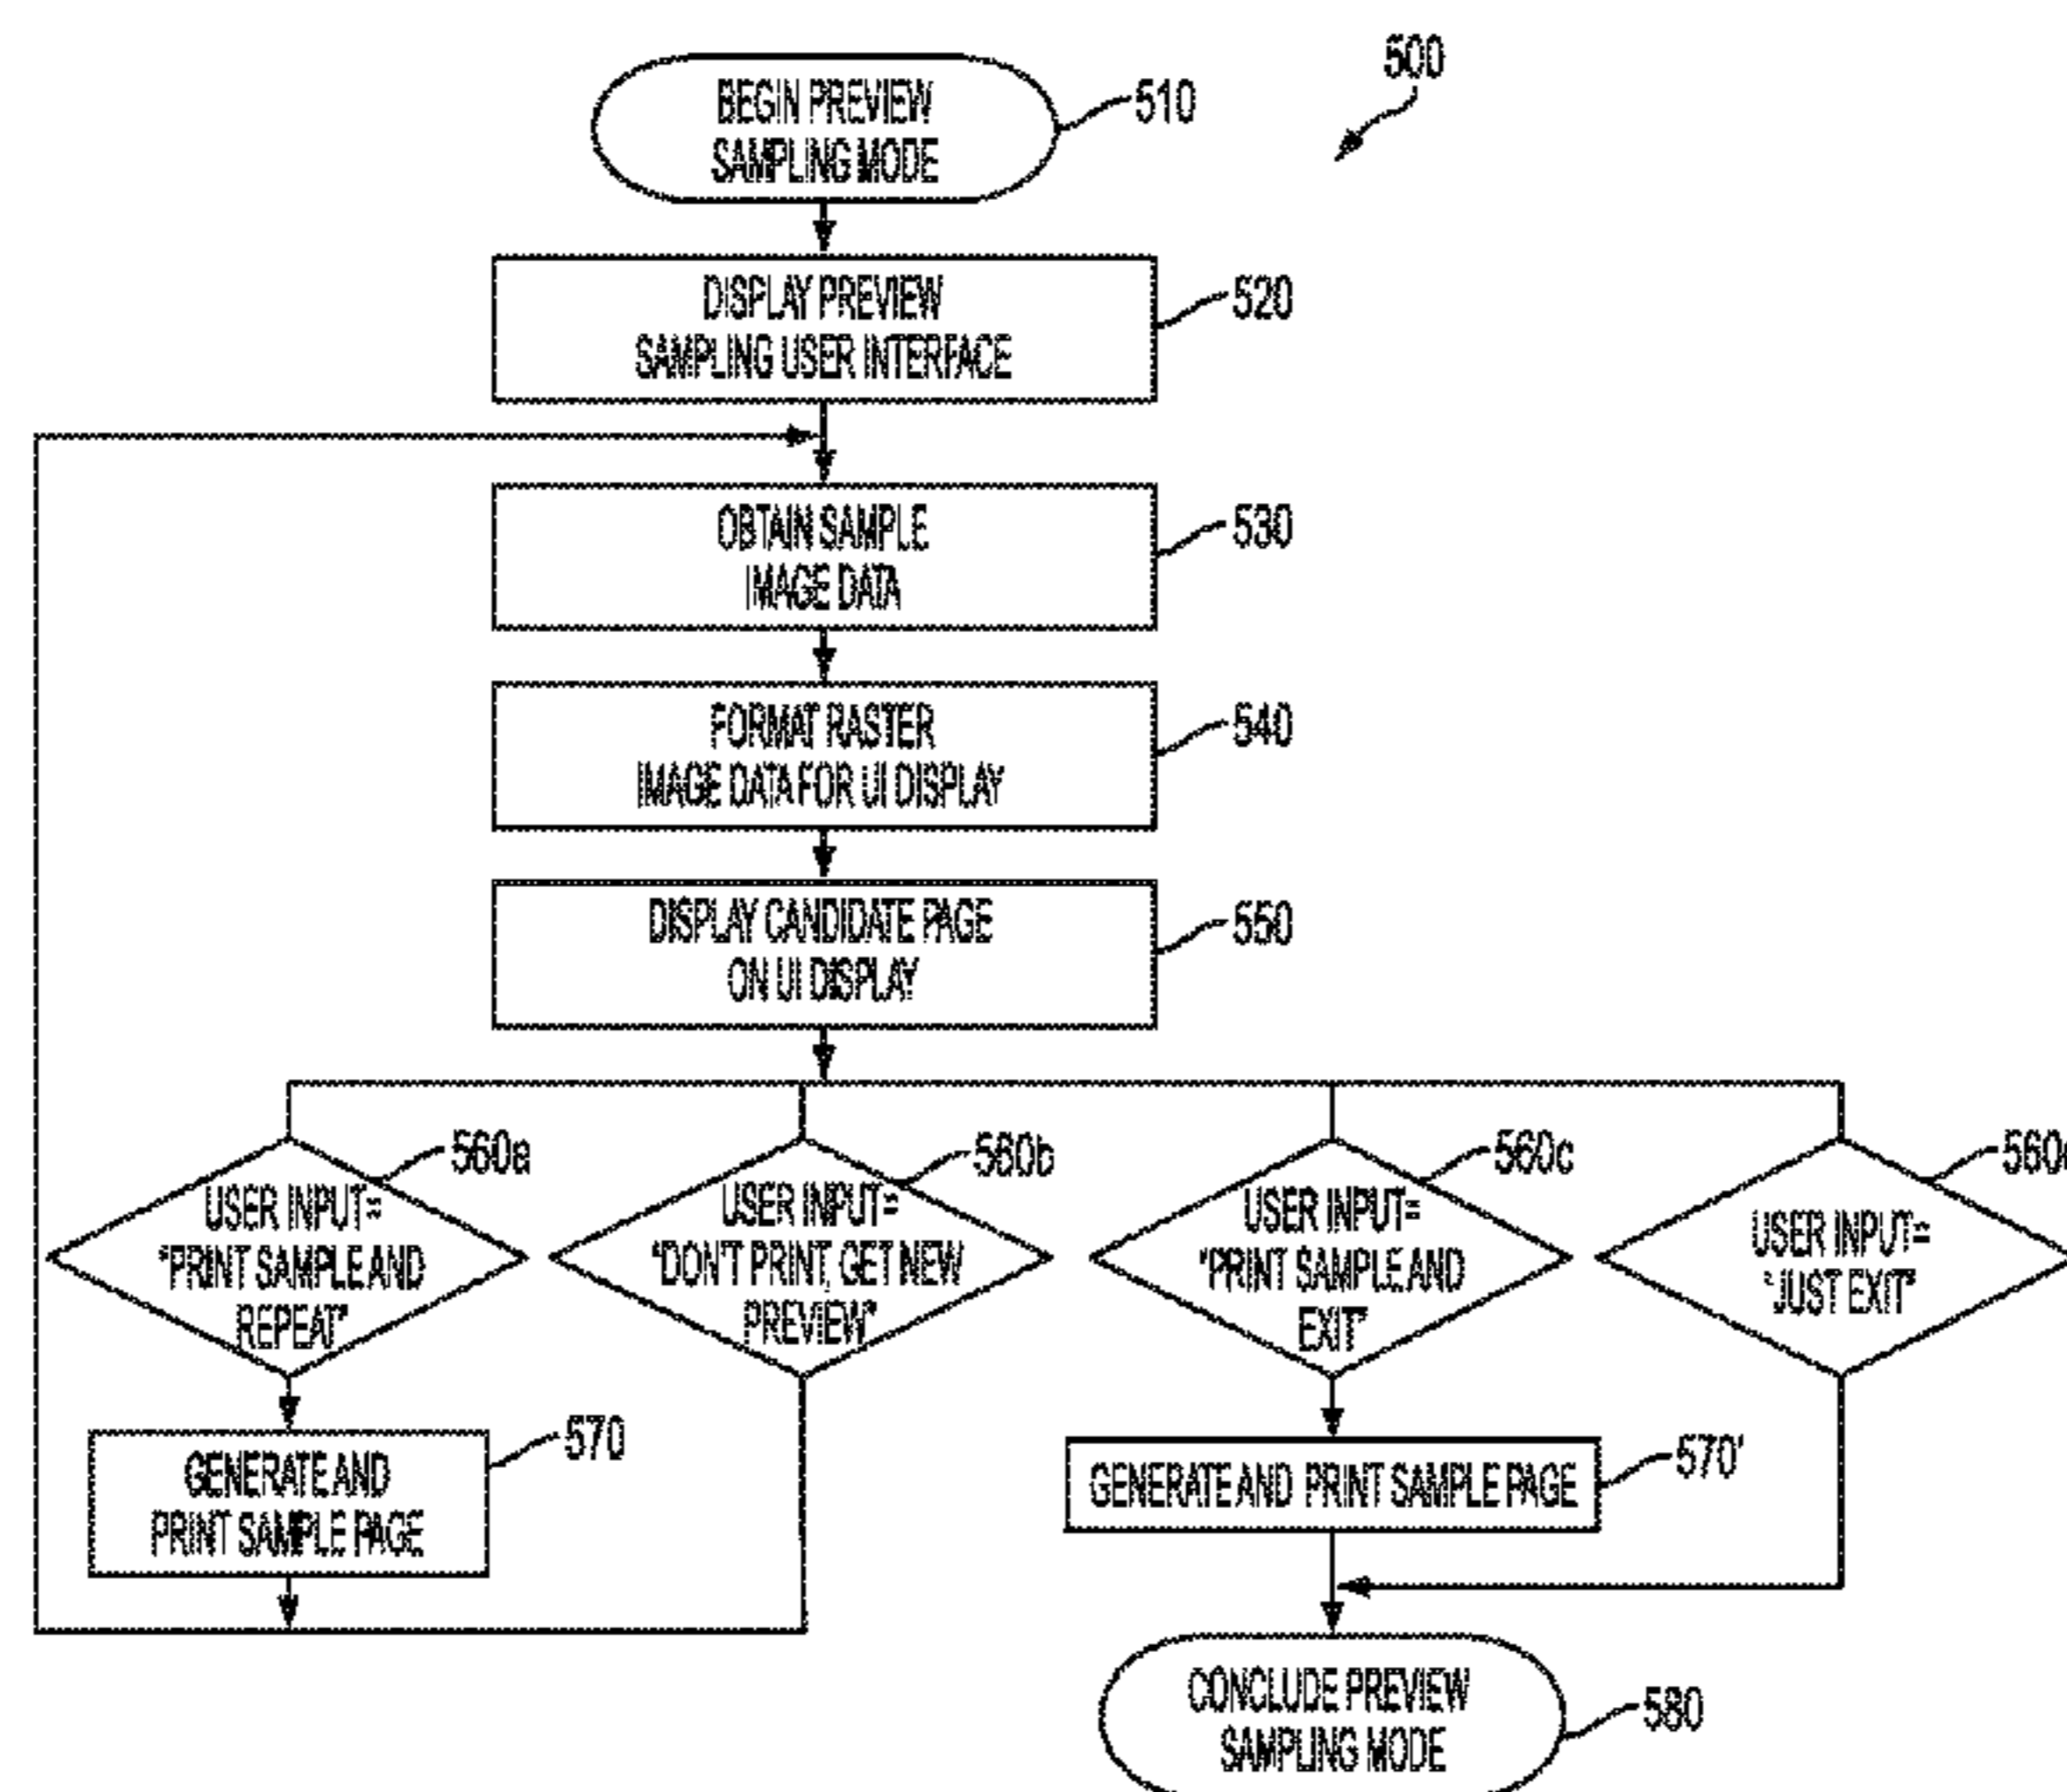 500
BEGIN PREVIEW
SAMPLING MODE
510
DISPLAY PREVIEW
SAMPLING USER INTERFACE
520
OBTAIN SAMPLE
IMAGE DATA
530
FORMAT RASTER
IMAGE DATA FOR UI DISPLAY
540
DISPLAY CANDIDATE PAGE
ON UI DISPLAY
550
560a
USER INPUT=
"PRINT SAMPLE AND
REPEAT"
560b
USER INPUT=
"DON'T PRINT, GET NEW
PREVIEW"
560c
USER INPUT=
"PRINT SAMPLE AND
EXIT"
USER INPUT=
"JUST EXIT"
GENERATE AND
PRINT SAMPLE PAGE
570
GENERATE AND PRINT SAMPLE PAGE
570'
CONCLUDE PREVIEW
SAMPLING MODE
580